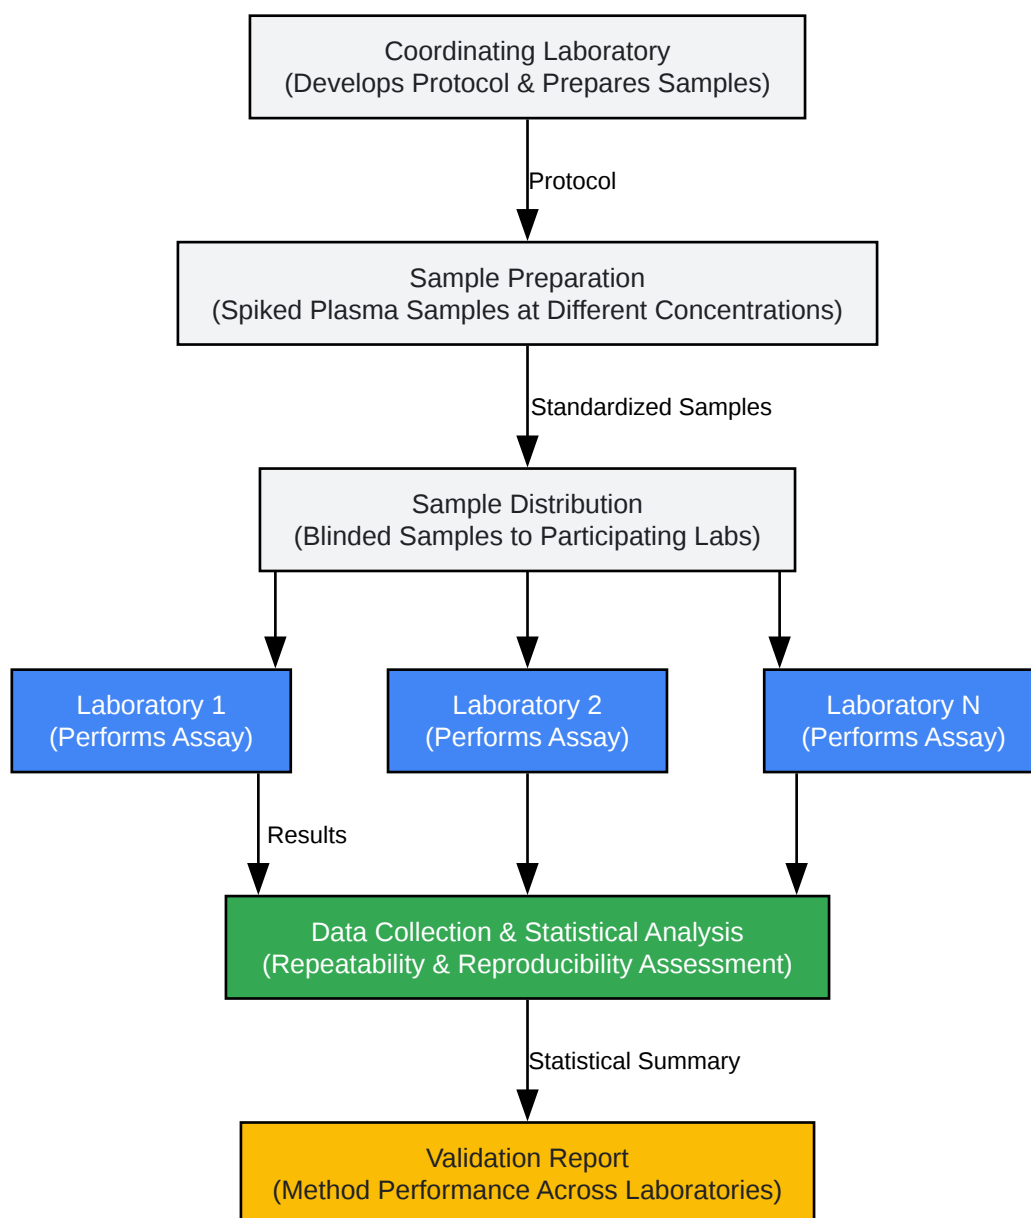 Coordinating Laboratory
(Develops Protocol & Prepares Samples)
Protocol
Sample Preparation
(Spiked Plasma Samples at Different Concentrations)
Standardized Samples
Sample Distribution
(Blinded Samples to Participating Labs)
Laboratory 1
(Performs Assay)
Laboratory 2
(Performs Assay)
Laboratory N
(Performs Assay)
Results
Data Collection & Statistical Analysis
(Repeatability & Reproducibility Assessment)
Statistical Summary
Validation Report
(Method Performance Across Laboratories)